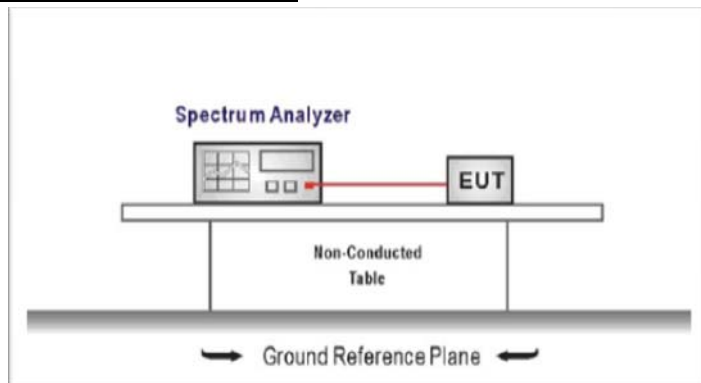 Spectrum Analyzer
EUT
Non-Conducted
Table
Ground Reference Plane